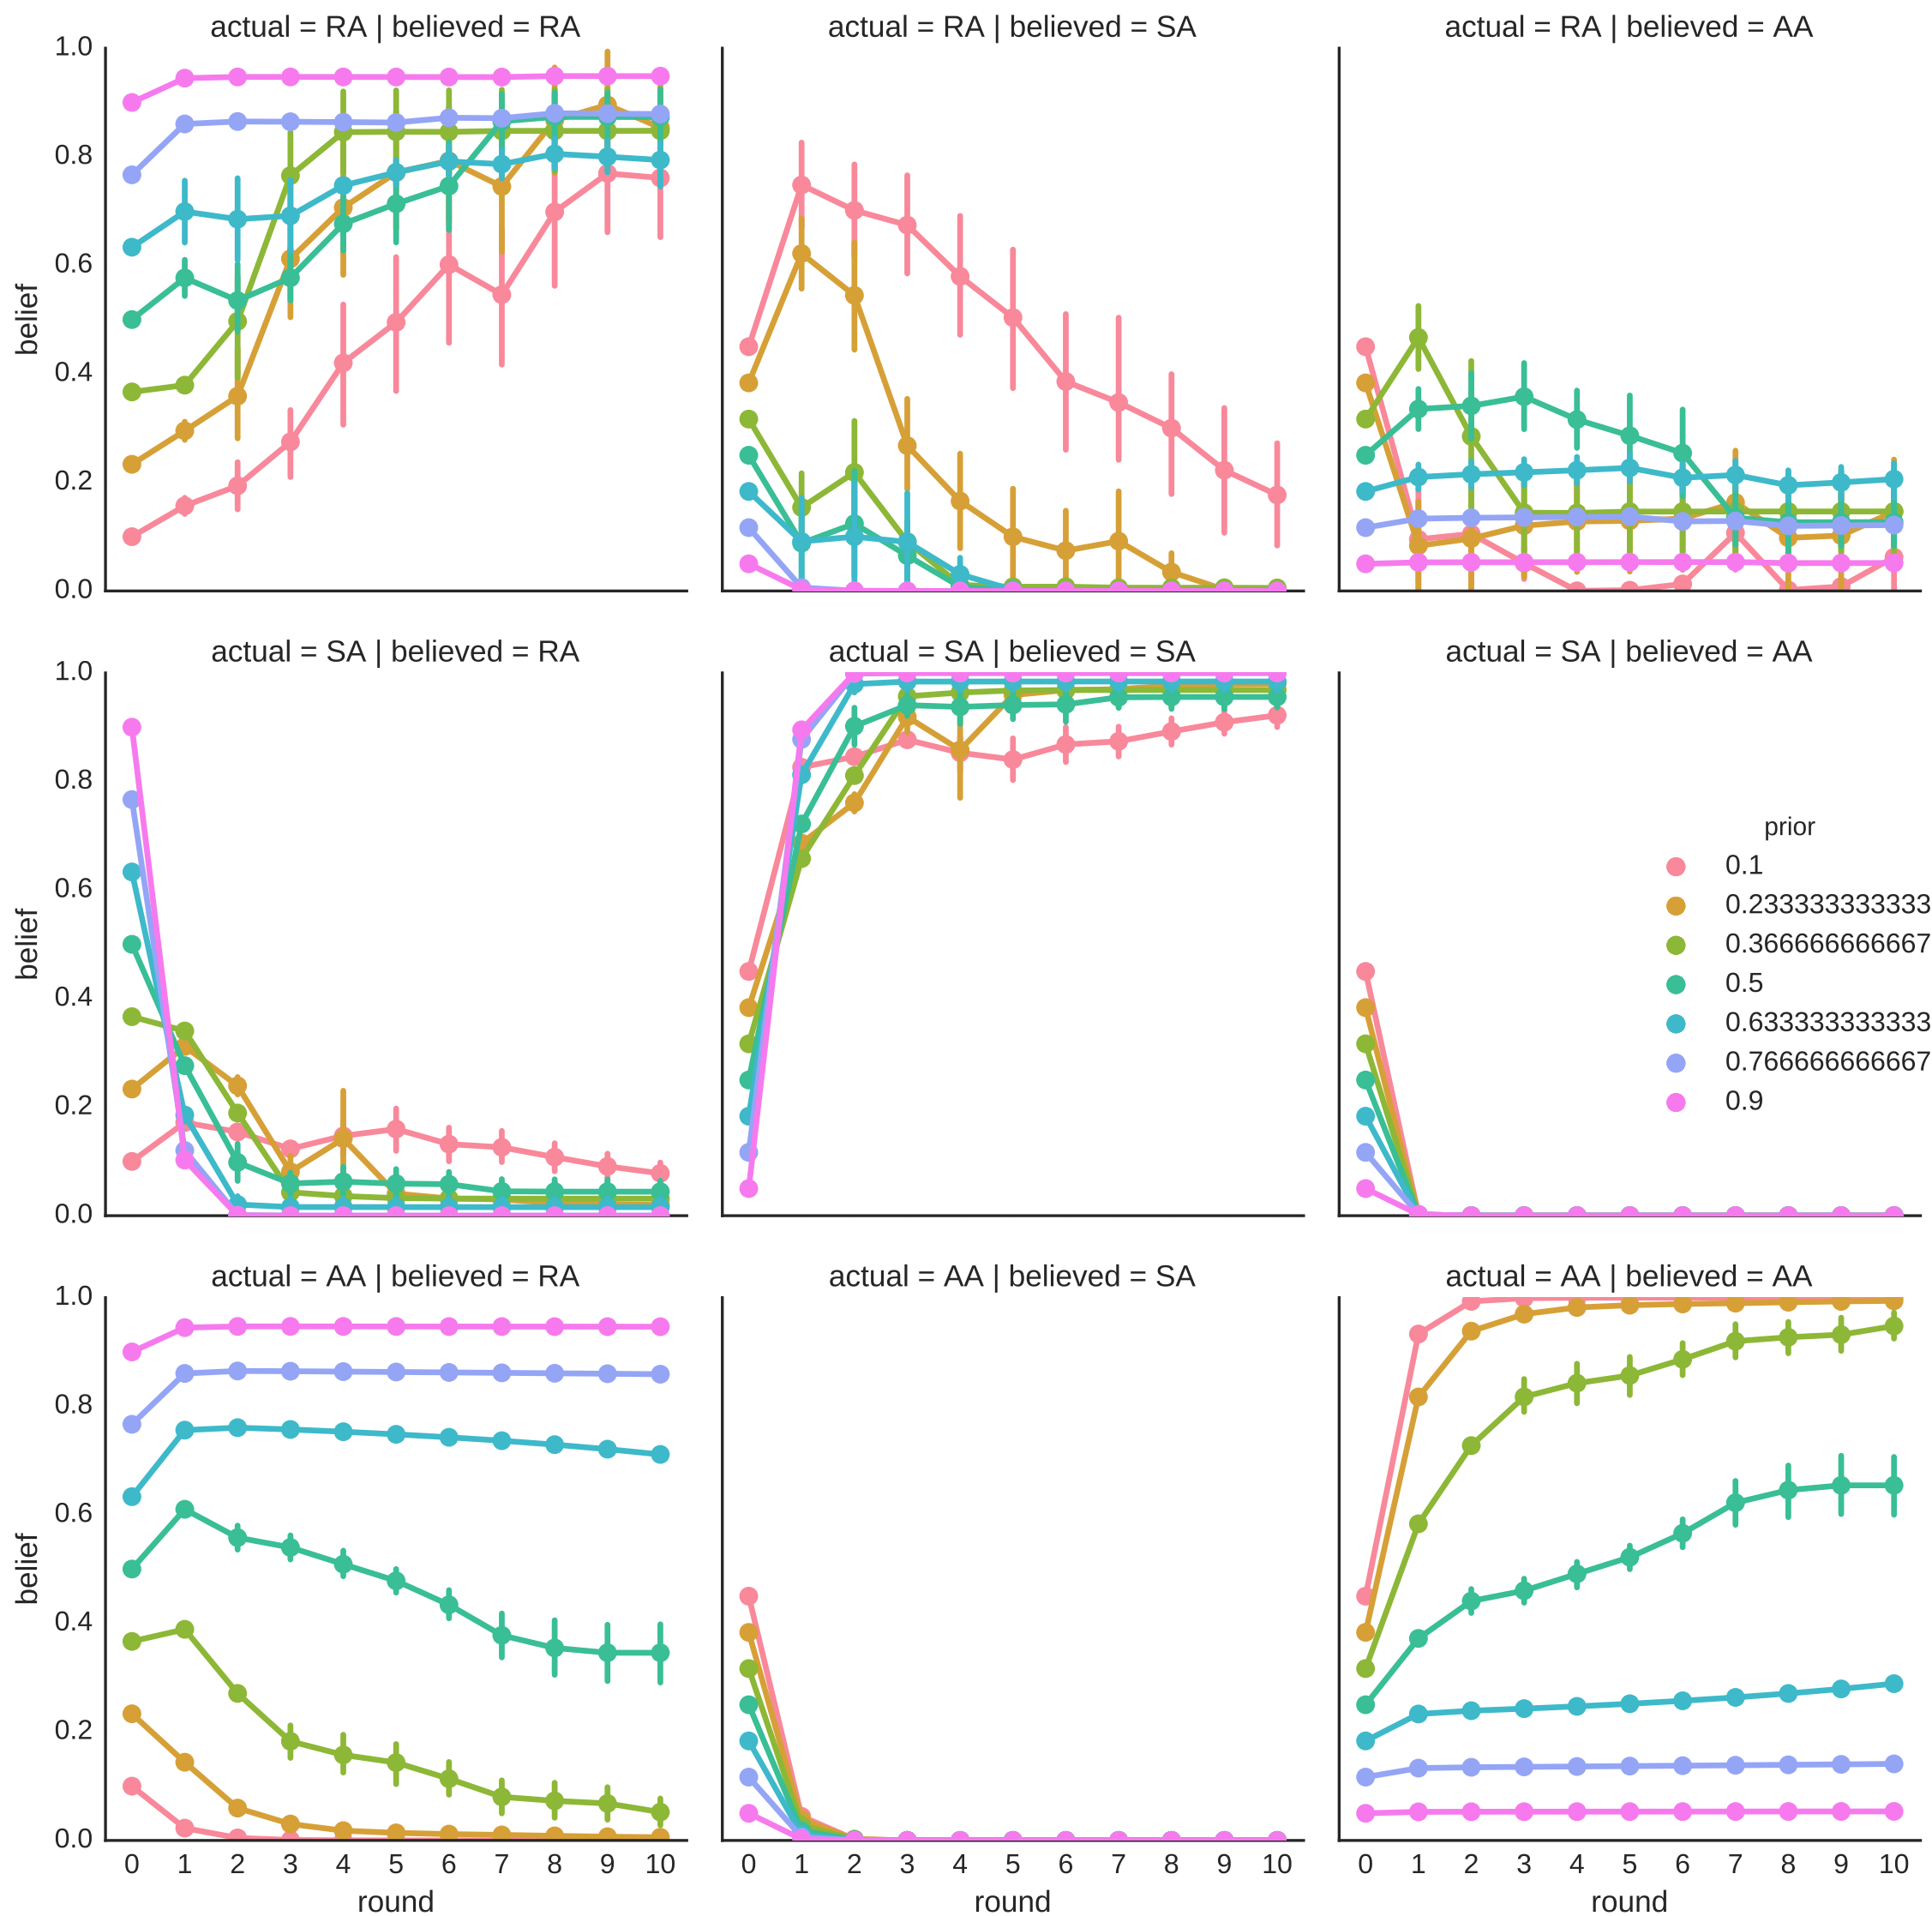 actual = RA | believed = RA
actual = RA | believed = SA
actual = RA | believed = AA
1.0
0.8
0.6
0.4
0.2
0.0
belief
actual = SA | believed = RA
actual = SA | believed = SA
actual = SA | believed = AA
1.0
0.8
0.6
0.4
0.2
0.0
belief
prior
0.1
0.233333333333
0.366666666667
0.5
0.633333333333
0.766666666667
0.9
actual = AA | believed = RA
actual = AA | believed = SA
actual = AA | believed = AA
1.0
0.8
0.6
0.4
0.2
0.0
belief
0 1 2 3 4 5 6 7 8 9 10
0 1 2 3 4 5 6 7 8 9 10
0 1 2 3 4 5 6 7 8 9 10
round
round
round